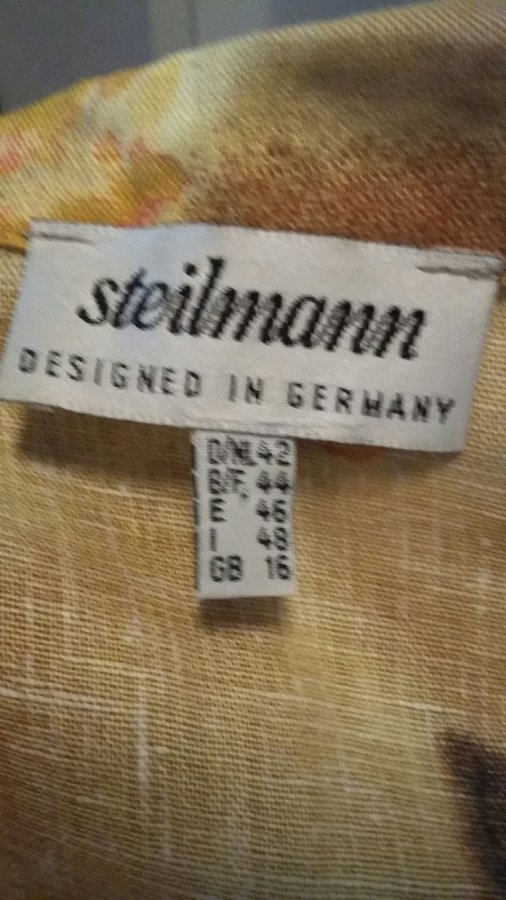 steilmann
DESIGNED IN GERMANY
D/NL 42
B/F. 44
E 46
I 48
GB 16